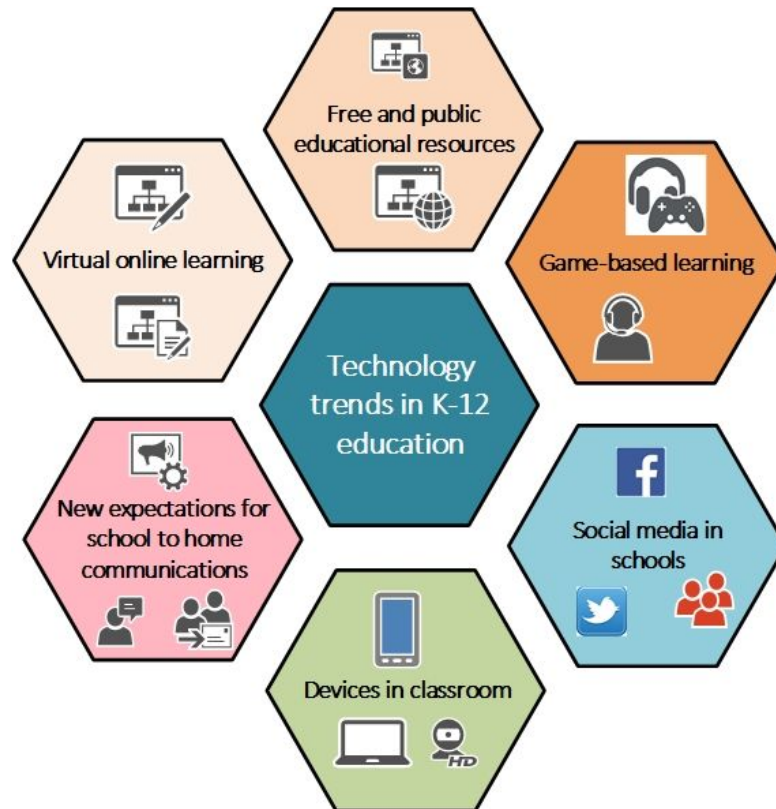 Free and public
educational resources
Virtual online learning
Game-based learning
Technology
trends in K-12
education
New expectations for
school to home
communications
f
Social media in
schools
Devices in classroom
HD